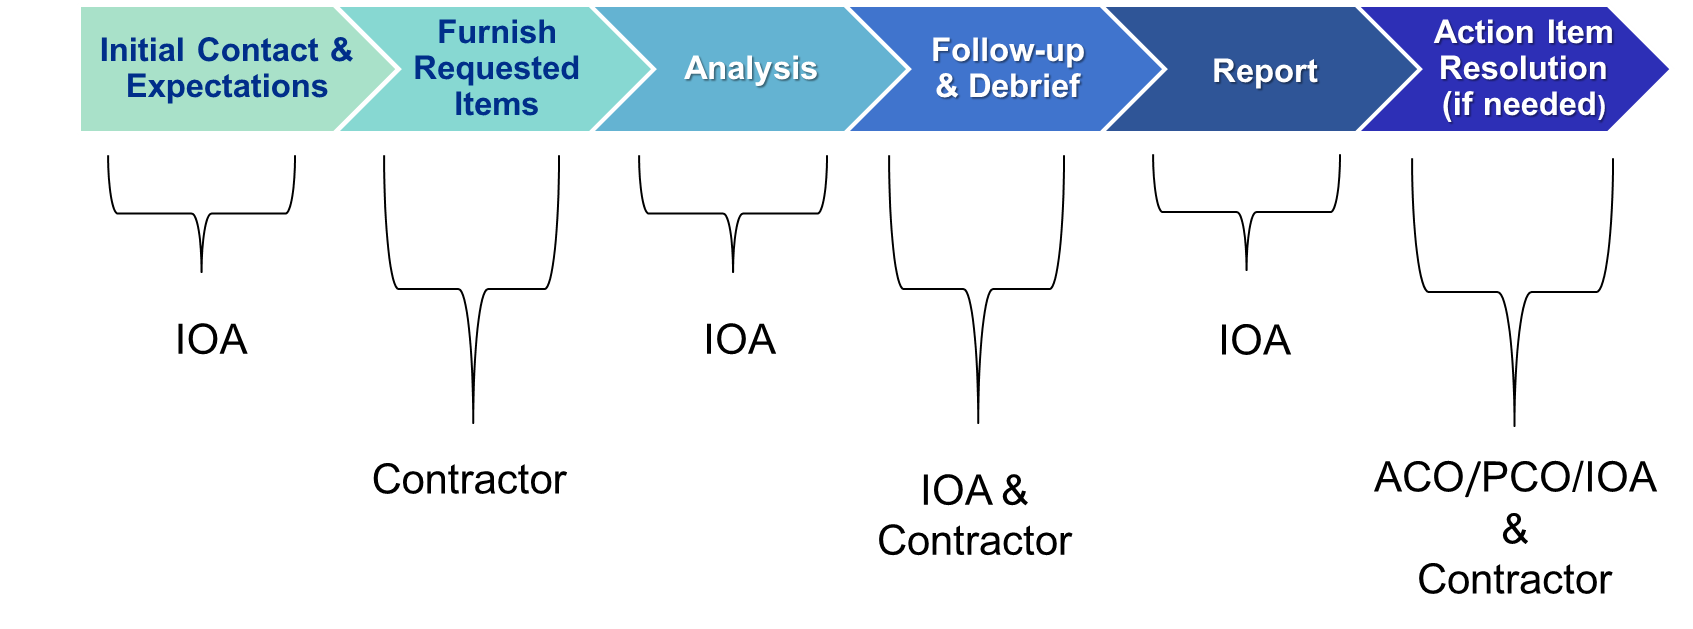 Initial Contact &
Expectations
Furnish
Requested
Items
Analysis
Follow-up
& Debrief
Report
Action Item
Resolution
(if needed)
IOA
Contractor
IOA
IOA &
Contractor
IOA
ACO/PCO/IOA
&
Contractor